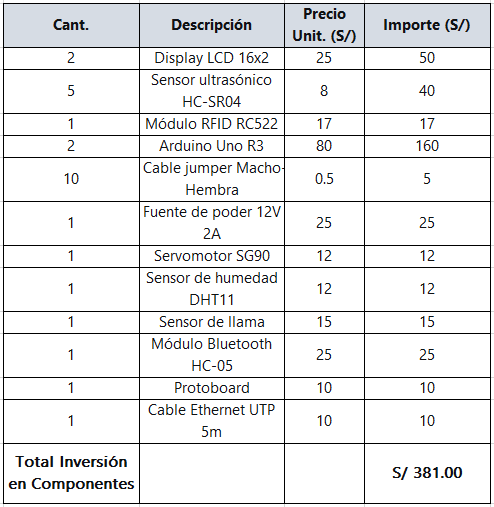 Cant. Descripción Precio Unit. (S/) Importe (S/)
2 Display LCD 16x2 25 50
5 Sensor ultrasónico HC-SR04 8 40
1 Módulo RFID RC522 17 17
2 Arduino Uno R3 80 160
10 Cable jumper Macho-Hembra 0.5 5
1 Fuente de poder 12V 2A 25 25
1 Servomotor SG90 12 12
1 Sensor de humedad DHT11 12 12
1 Sensor de llama 15 15
1 Módulo Bluetooth HC-05 25 25
1 Protoboard 10 10
1 Cable Ethernet UTP 5m 10 10
Total Inversión en Componentes S/ 381.00